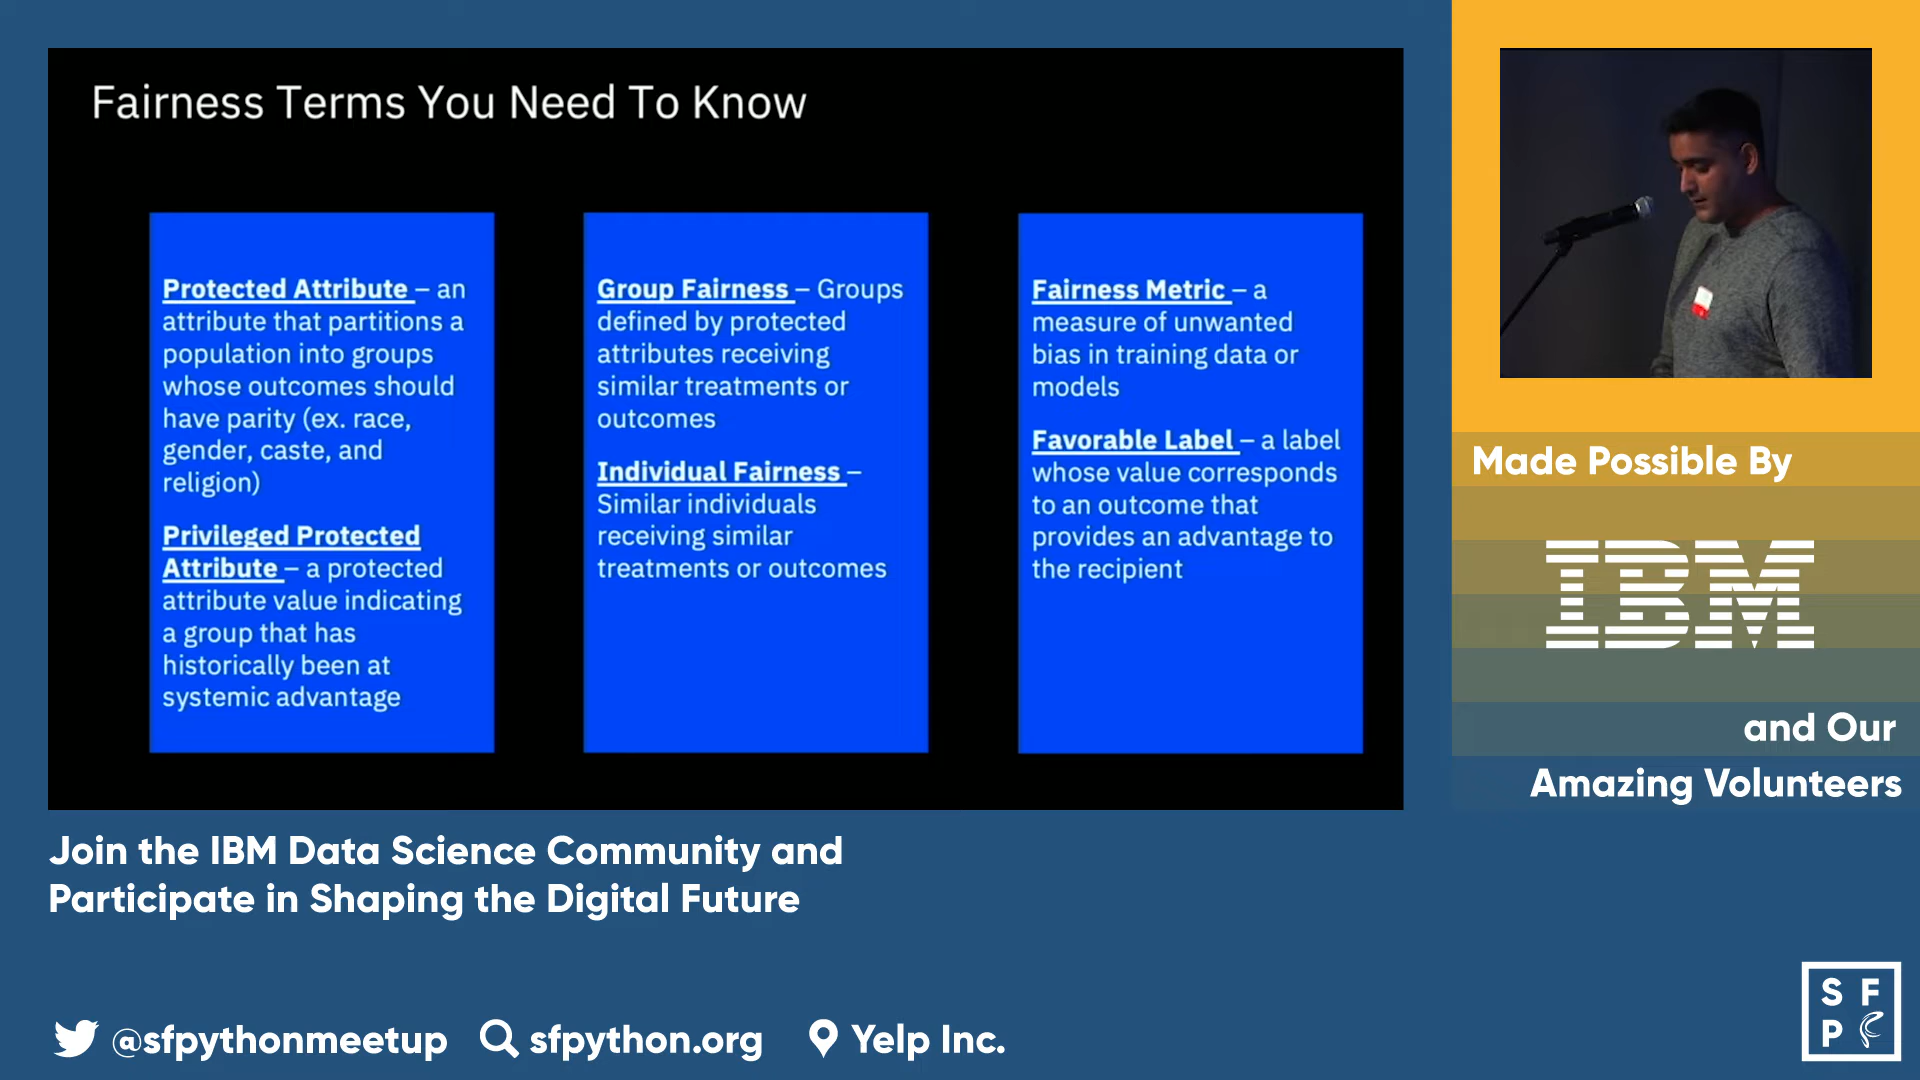 Fairness Terms You Need To Know
Protected Attribute – an
attribute that partitions a
population into groups
whose outcomes should
have parity (ex. race,
gender, caste, and
religion)
Privileged Protected
Attribute – a protected
attribute value indicating
a group that has
historically been at
systemic advantage
Group Fairness – Groups
defined by protected
attributes receiving
similar treatments or
outcomes
Individual Fairness –
Similar individuals
receiving similar
treatments or outcomes
Fairness Metric – a
measure of unwanted
bias in training data or
models
Favorable Label – a label
whose value corresponds
to an outcome that
provides an advantage to
the recipient
Made Possible By
IBM
and Our
Amazing Volunteers
Join the IBM Data Science Community and
Participate in Shaping the Digital Future
@sfpythonmeetup sfpython.org Yelp Inc.
S F
P